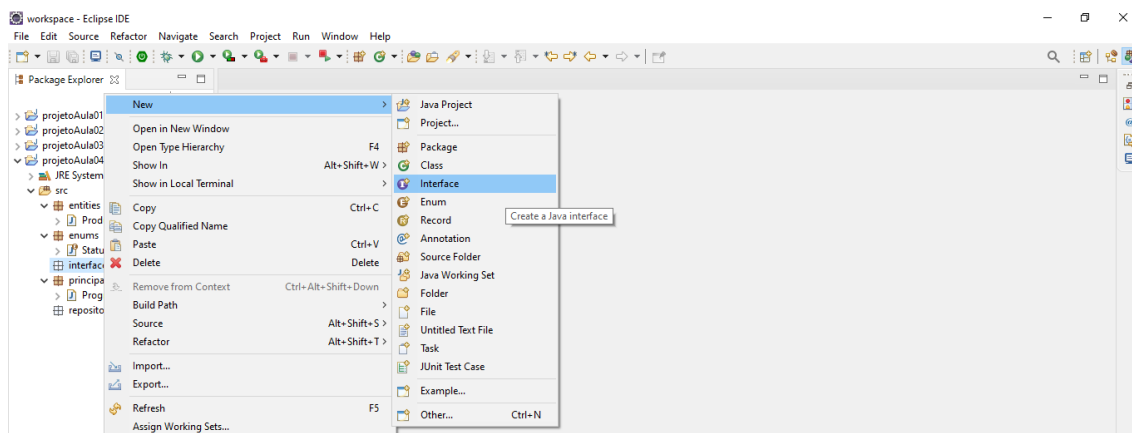 workspace - Eclipse IDE
File Edit Source Refactor Navigate Search Project Run Window Help
Package Explorer
projetoAula01
projetoAula02
projetoAula03
projetoAula04
JRE System
src
entities
Prod
enums
Statu
interfac
principa
Prog
reposito
New
Open in New Window
Open Type Hierarchy F4
Show In Alt+Shift+W >
Show in Local Terminal >
Copy Ctrl+C
Copy Qualified Name
Paste Ctrl+V
Delete Delete
Remove from Context Ctrl+Alt+Shift+Down
Build Path >
Source Alt+Shift+S >
Refactor Alt+Shift+T >
Import...
Export...
Refresh F5
Assign Working Sets...
Java Project
Project...
Package
Class
Interface
Enum
Record
Annotation
Source Folder
Java Working Set
Folder
File
Untitled Text File
Task
JUnit Test Case
Example...
Other... Ctrl+N
Create a Java interface